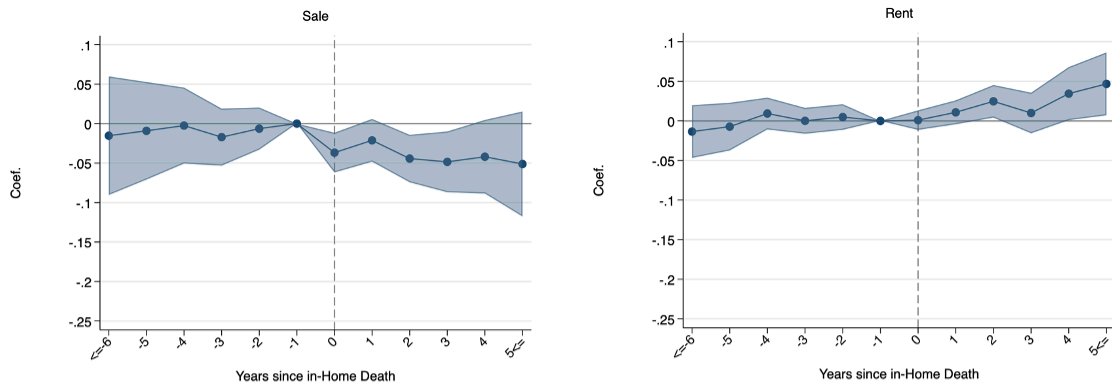 Sale
.1
.05
0
-.05
-.1
-.15
-.2
-.25
Coef.
<=-6 -5 -4 -3 -2 -1 0 1 2 3 4 5<=
Years since in-Home Death
Rent
.1
.05
0
-.05
-.1
-.15
-.2
-.25
Coef.
<=-6 -5 -4 -3 -2 -1 0 1 2 3 4 5<=
Years since in-Home Death